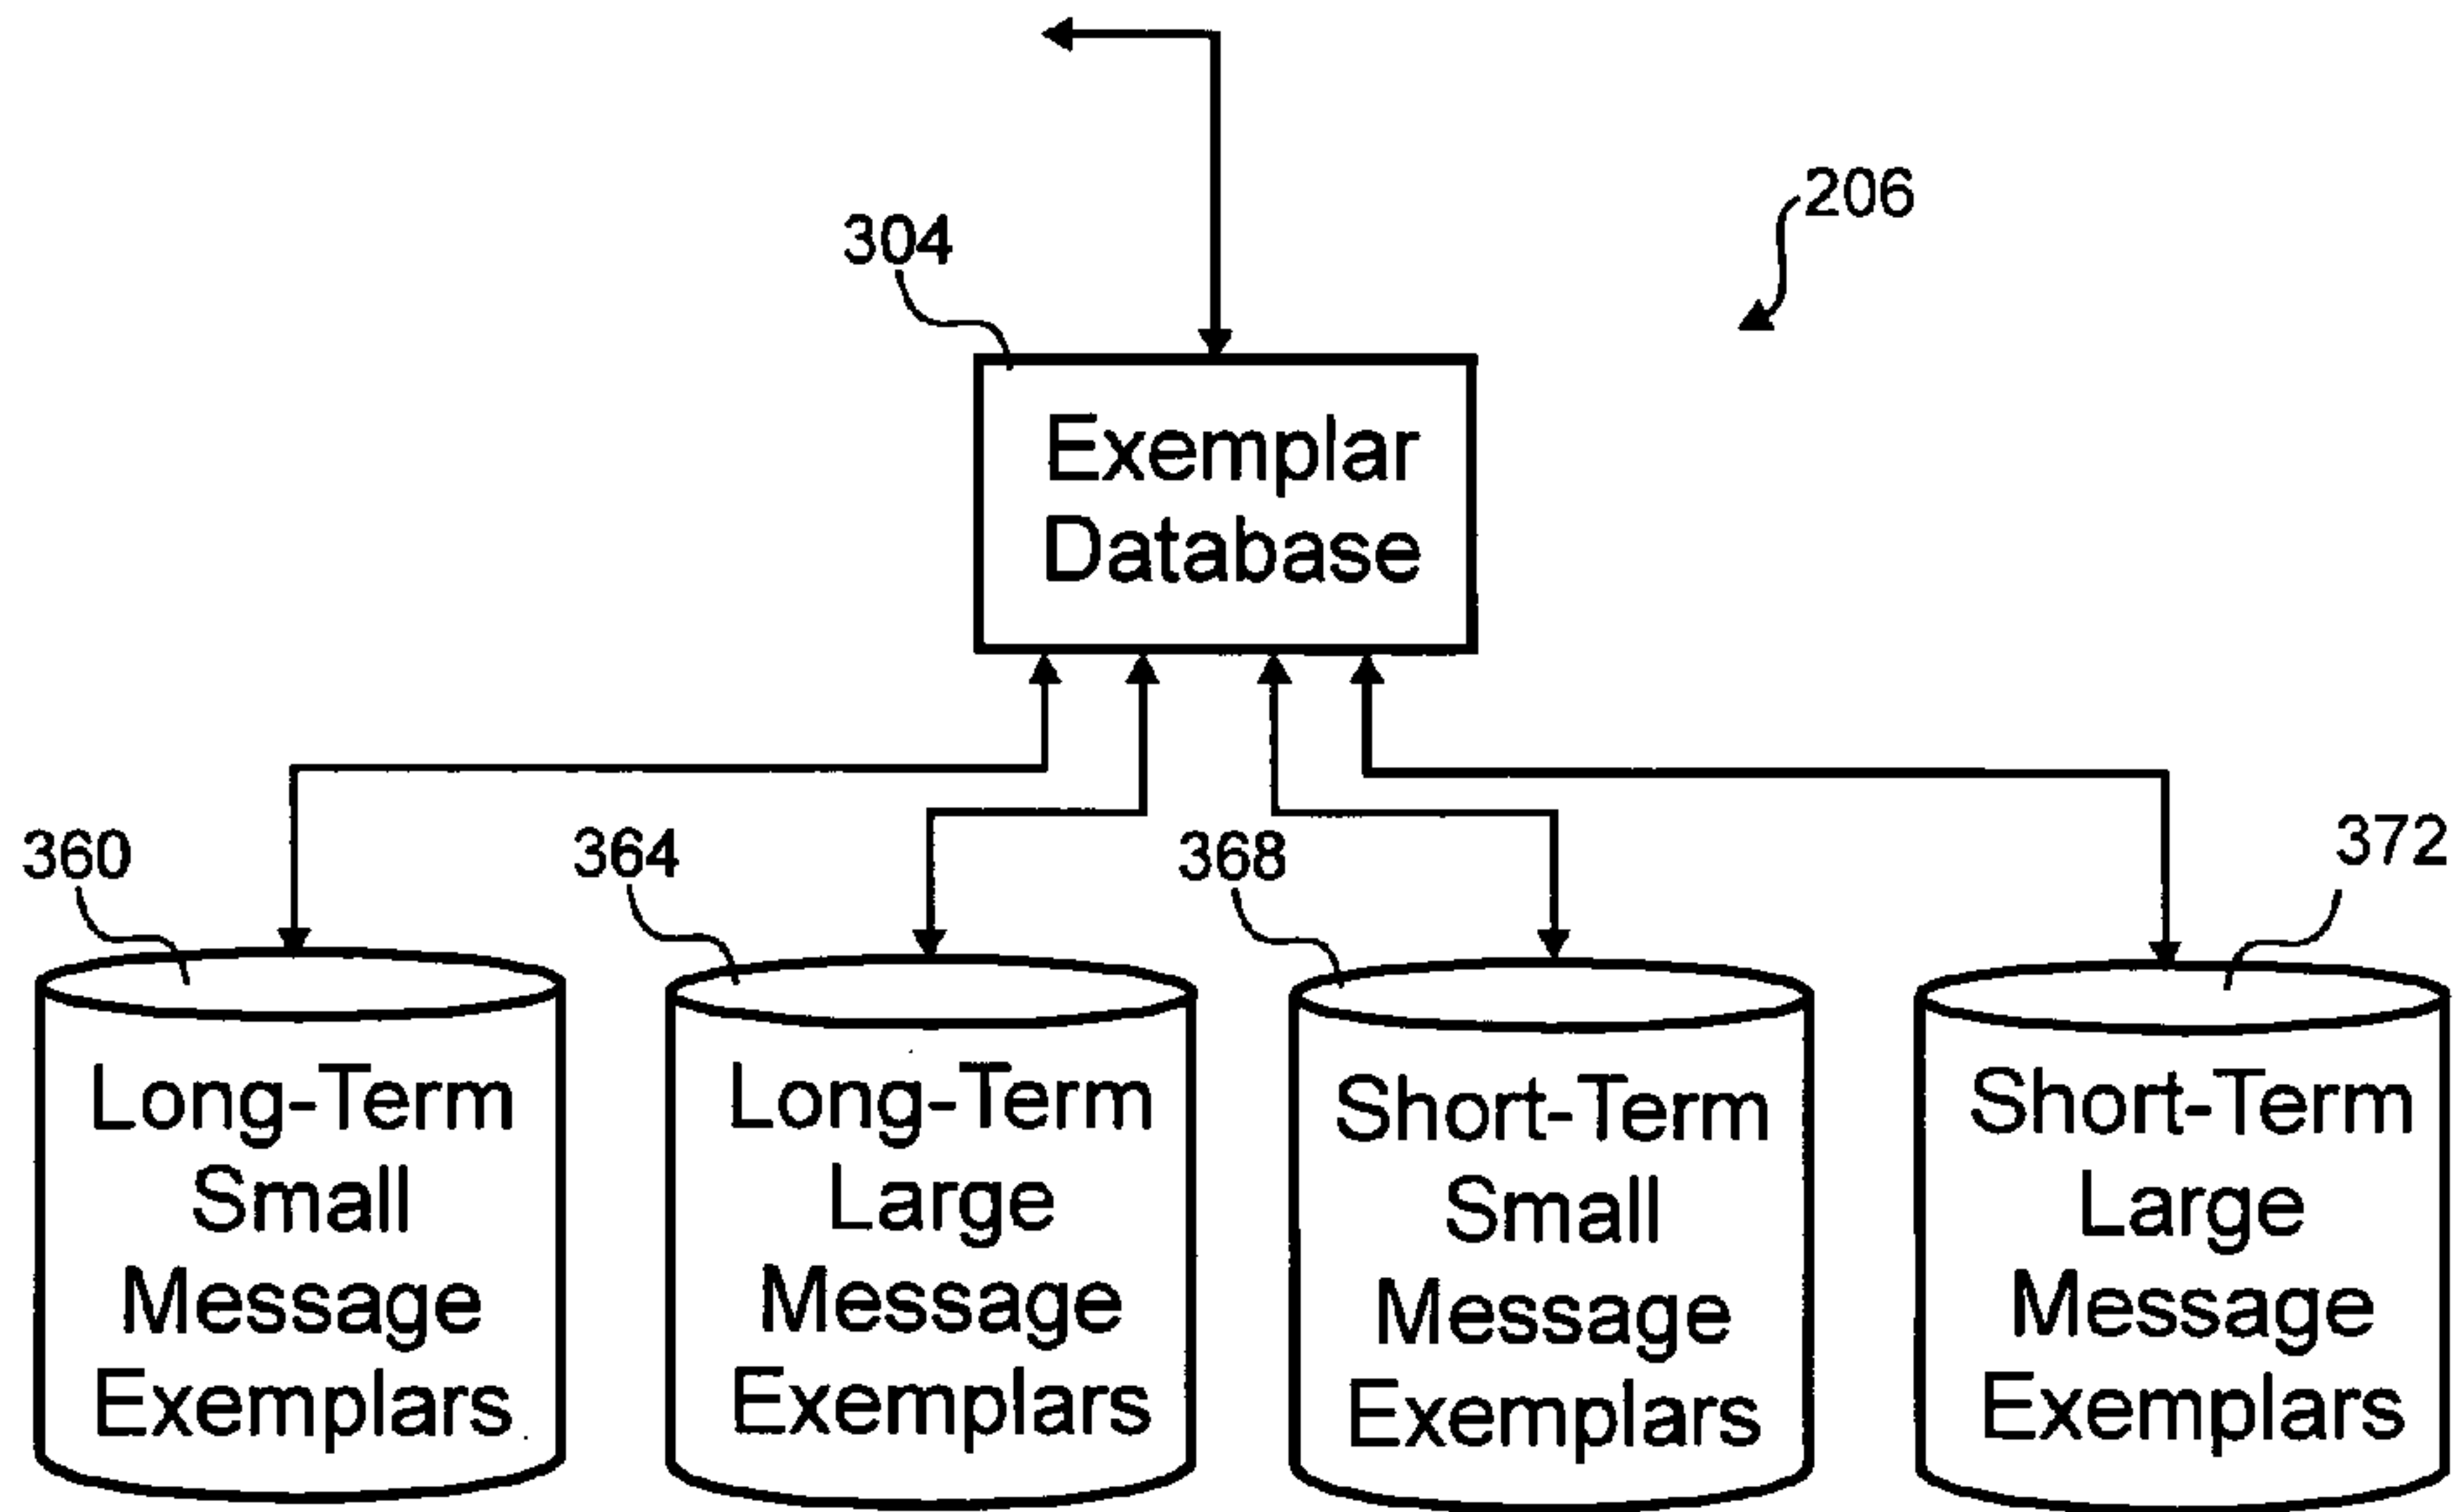 206
304
Exemplar
Database
360
364
368
372
Long-Term
Small
Message
Exemplars
Long-Term
Large
Message
Exemplars
Short-Term
Small
Message
Exemplars
Short-Term
Large
Message
Exemplars